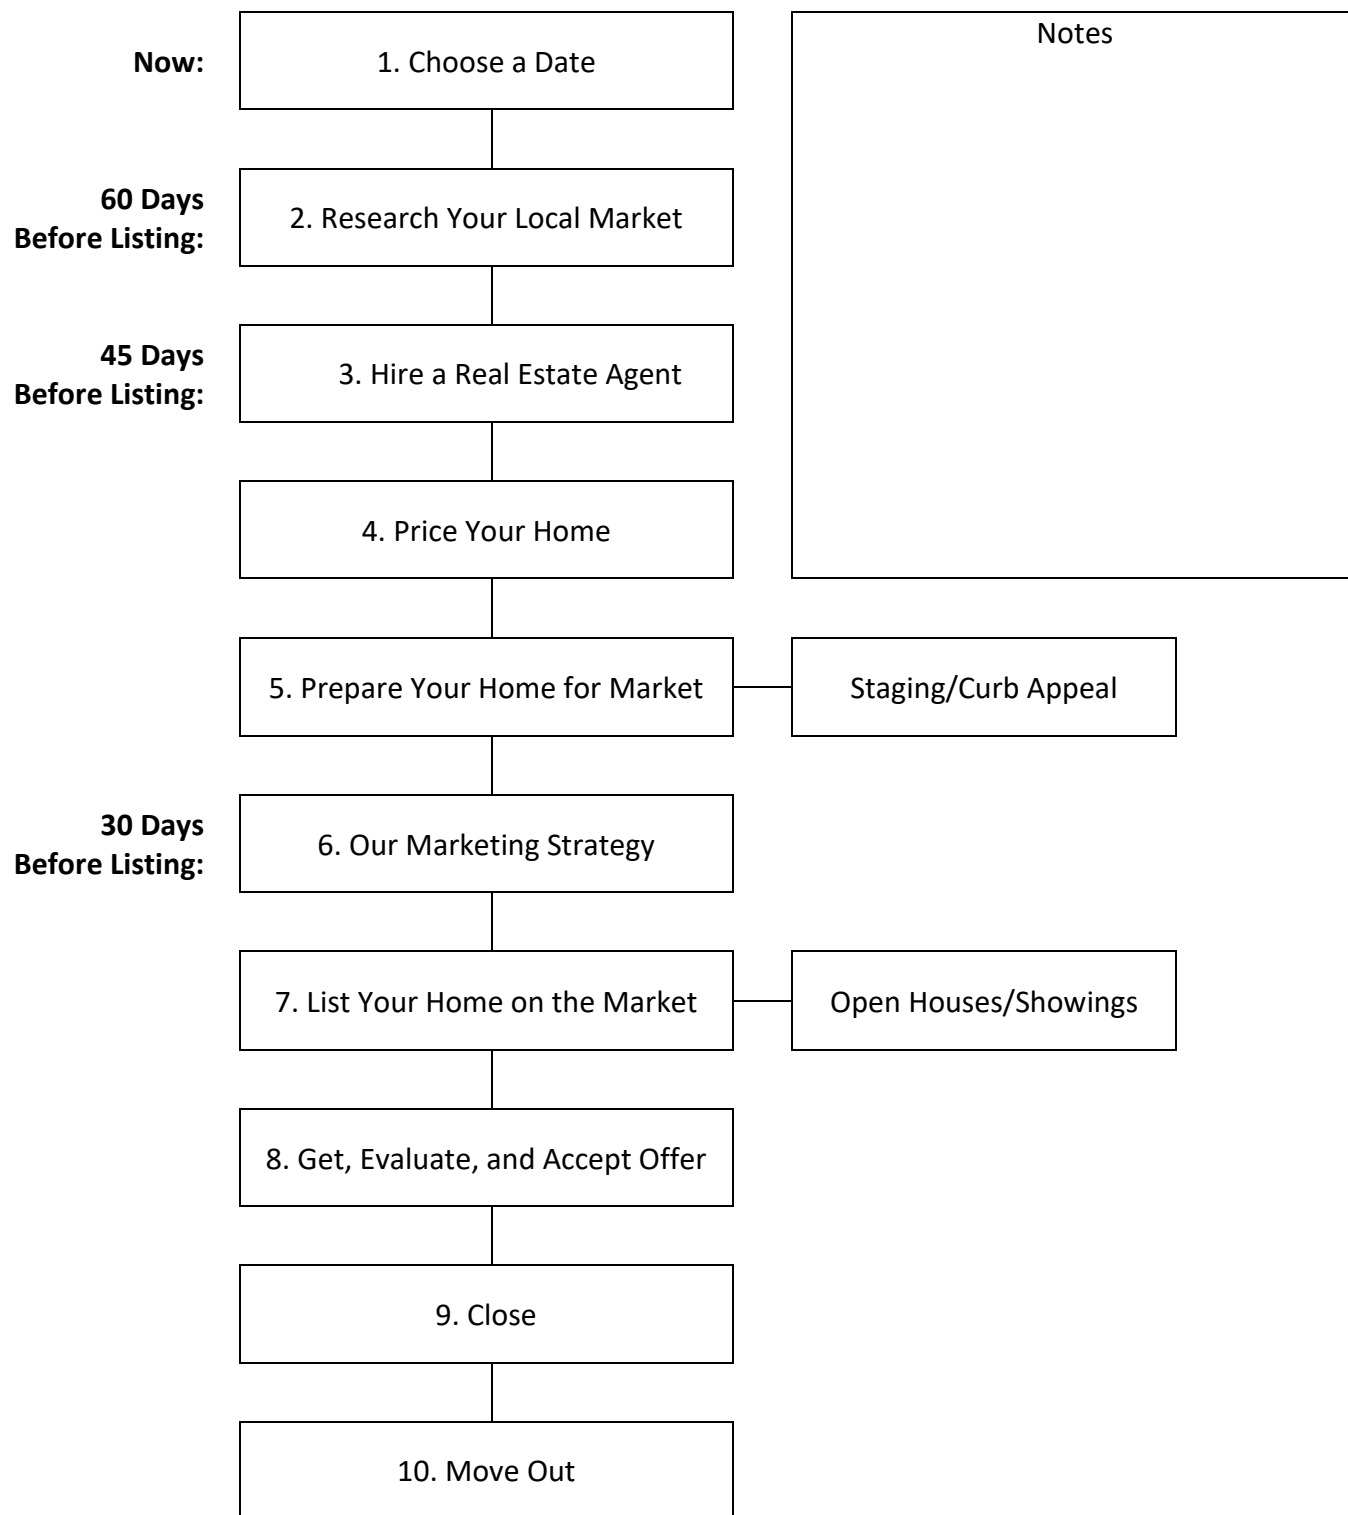 Now:
1. Choose a Date
Notes
60 Days
Before Listing:
2. Research Your Local Market
45 Days
Before Listing:
3. Hire a Real Estate Agent
4. Price Your Home
5. Prepare Your Home for Market
Staging/Curb Appeal
30 Days
Before Listing:
6. Our Marketing Strategy
7. List Your Home on the Market
Open Houses/Showings
8. Get, Evaluate, and Accept Offer
9. Close
10. Move Out